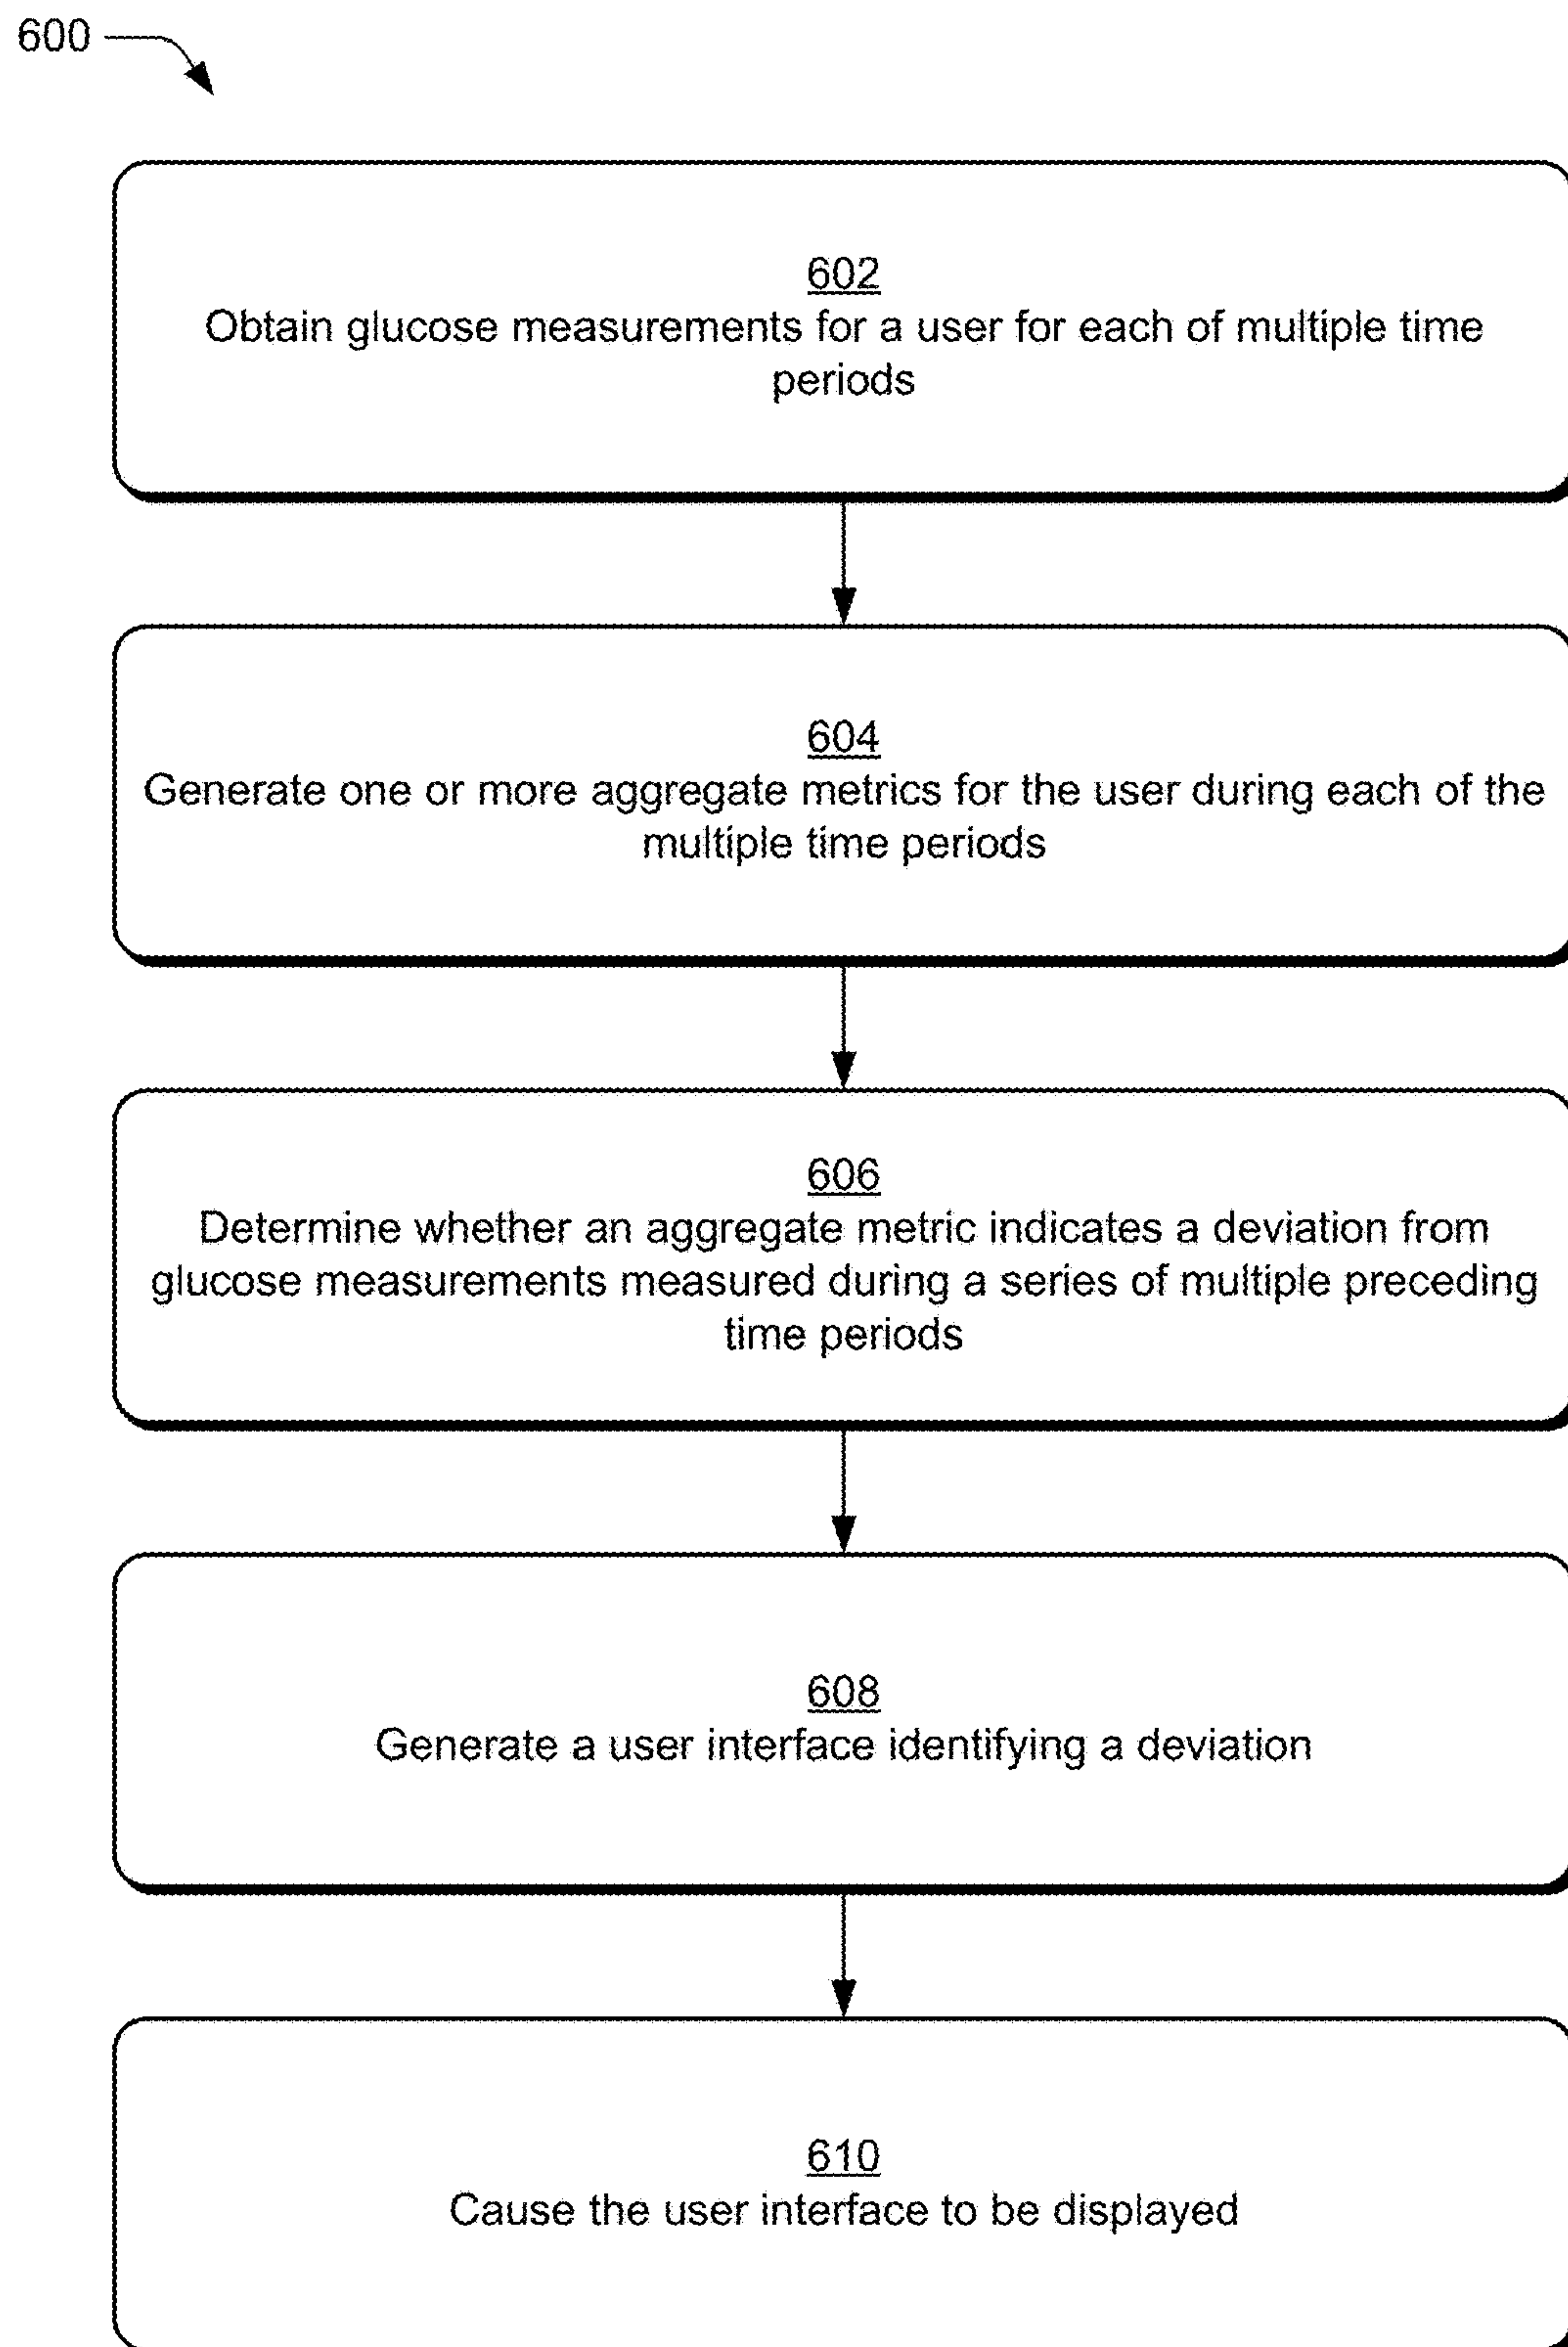 600
602
Obtain glucose measurements for a user for each of multiple time
periods
604
Generate one or more aggregate metrics for the user during each of the
multiple time periods
606
Determine whether an aggregate metric indicates a deviation from
glucose measurements measured during a series of multiple preceding
time periods
608
Generate a user interface identifying a deviation
610
Cause the user interface to be displayed